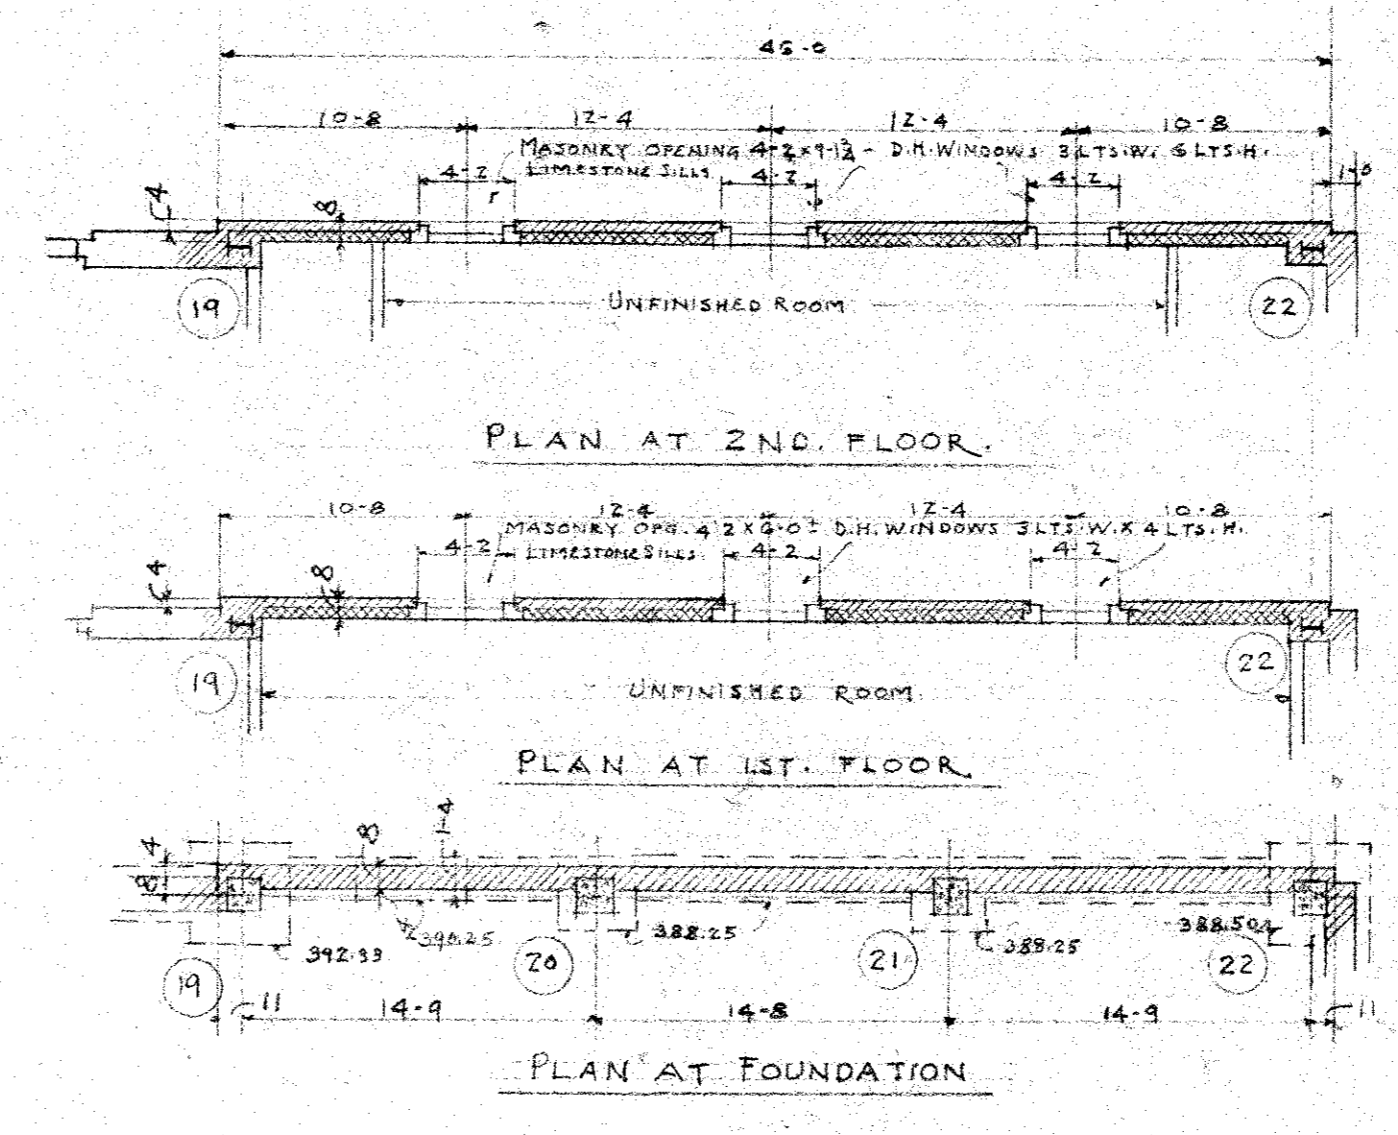 46-0
10-8 12-4 12-4 10-8
MASONRY OPENING 4-2 x 9-1½ - D.H. WINDOWS 3 LTS.W. 6 LTS.H.
LIMESTONE SILLS
4-2 4-2 4-2 1-0
4 8
19 UNFINISHED ROOM 22
PLAN AT 2ND. FLOOR.
10-8 12-4 12-4 10-8
MASONRY OPG. 4'2 X 6-0± D.H. WINDOWS 3 LTS W. X 4 LTS. H.
LIMESTONE SILLS
4-2 4-2 4-2
4 8
19 UNFINISHED ROOM 22
PLAN AT 1ST. FLOOR.
4 8 8 1-4
392.33 390.25 388.25 388.25 388.50
19 20 21 22
11 14-9 14-8 14-9 11
PLAN AT FOUNDATION